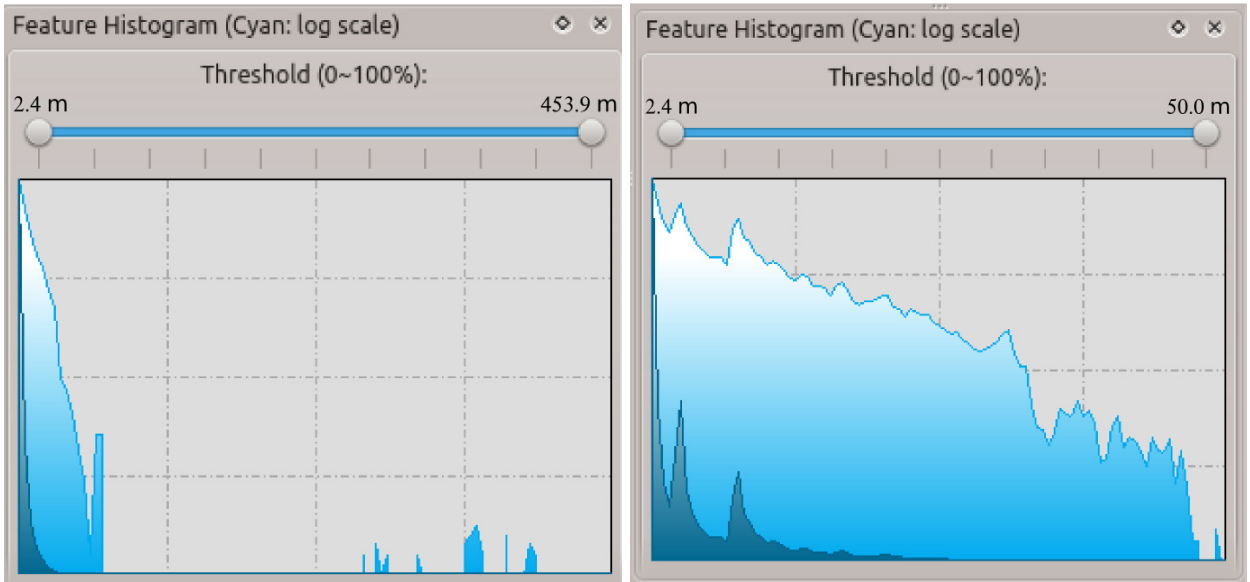 Feature Histogram (Cyan: log scale)
Threshold (0~100%):
2.4 m 453.9 m
Feature Histogram (Cyan: log scale)
Threshold (0~100%):
2.4 m 50.0 m